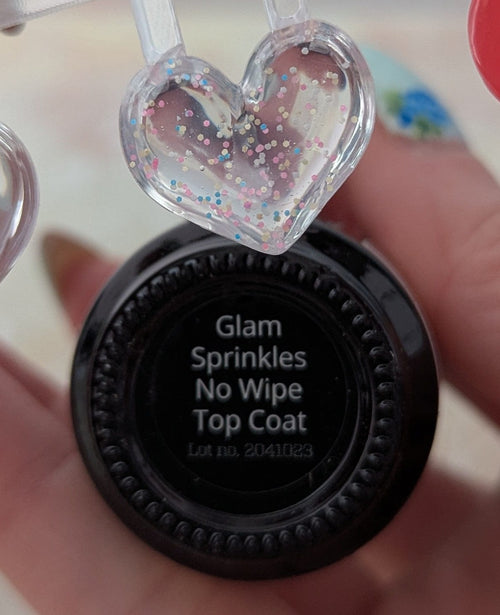 Glam
Sprinkles
No Wipe
Top Coat
Lot no. 2041023